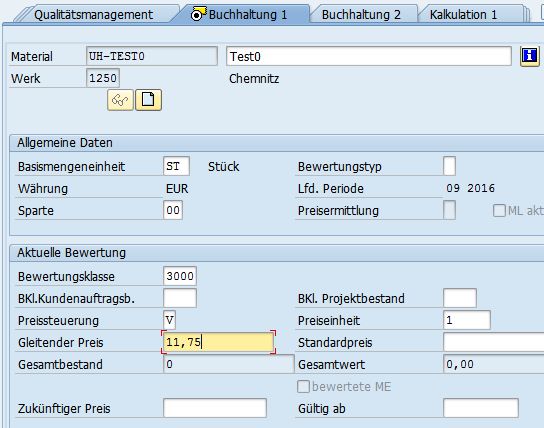 Qualitätsmanagement Buchhaltung 1 Buchhaltung 2 Kalkulation 1
Material UH-TEST0 Test0
Werk 1250 Chemnitz
Allgemeine Daten
Basismengeneinheit ST Stück Bewertungstyp
Währung EUR Lfd. Periode 09 2016
Sparte 00 Preisermittlung ML akt
Aktuelle Bewertung
Bewertungsklasse 3000
BKl.Kundenauftragsb. BKl. Projektbestand
Preissteuerung V Preiseinheit 1
Gleitender Preis 11,75 Standardpreis
Gesamtbestand 0 Gesamtwert 0,00
bewertete ME
Zukünftiger Preis Gültig ab